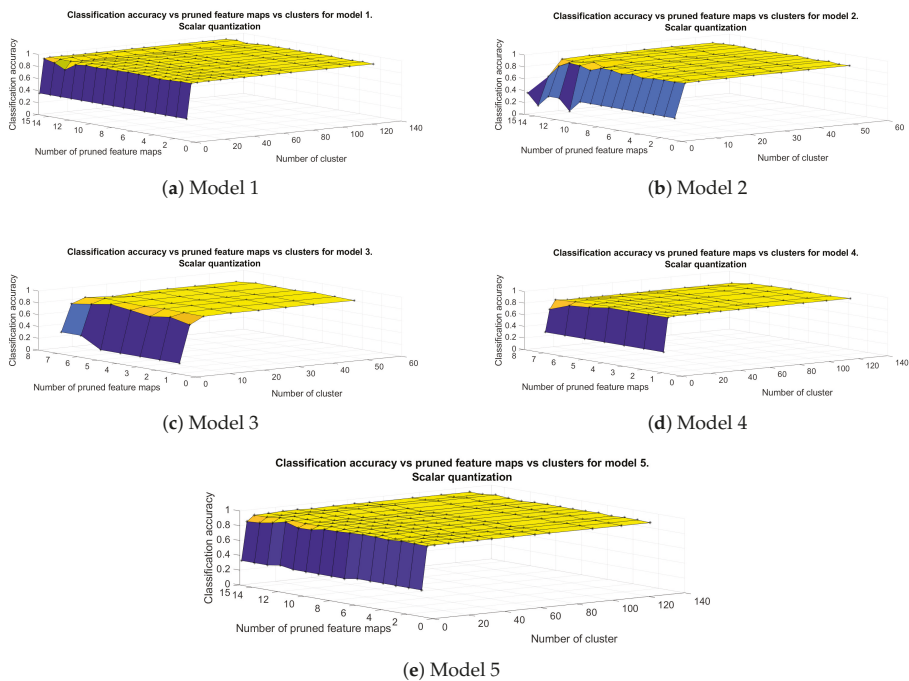 Classification accuracy vs pruned feature maps vs clusters for model 1.
Scalar quantization
Classification accuracy
1
0.8
0.6
0.4
0.2
0
15 14 12 10 8 6 4 2 0
Number of pruned feature maps
0 20 40 60 80 100 120 140
Number of cluster
(a) Model 1
Classification accuracy vs pruned feature maps vs clusters for model 2.
Scalar quantization
Classification accuracy
1
0.8
0.6
0.4
0.2
0
15 14 12 10 8 6 4 2 0
Number of pruned feature maps
0 10 20 30 40 50 60
Number of cluster
(b) Model 2
Classification accuracy vs pruned feature maps vs clusters for model 3.
Scalar quantization
Classification accuracy
1
0.8
0.6
0.4
0.2
0
8 7 6 5 4 3 2 1 0
Number of pruned feature maps
0 10 20 30 40 50 60
Number of cluster
(c) Model 3
Classification accuracy vs pruned feature maps vs clusters for model 4.
Scalar quantization
Classification accuracy
1
0.8
0.6
0.4
0.2
0
8 7 6 5 4 3 2 1 0
Number of pruned feature maps
0 20 40 60 80 100 120 140
Number of cluster
(d) Model 4
Classification accuracy vs pruned feature maps vs clusters for model 5.
Scalar quantization
Classification accuracy
1
0.8
0.6
0.4
0.2
0
15 14 12 10 8 6 4 2 0
Number of pruned feature maps
0 20 40 60 80 100 120 140
Number of cluster
(e) Model 5